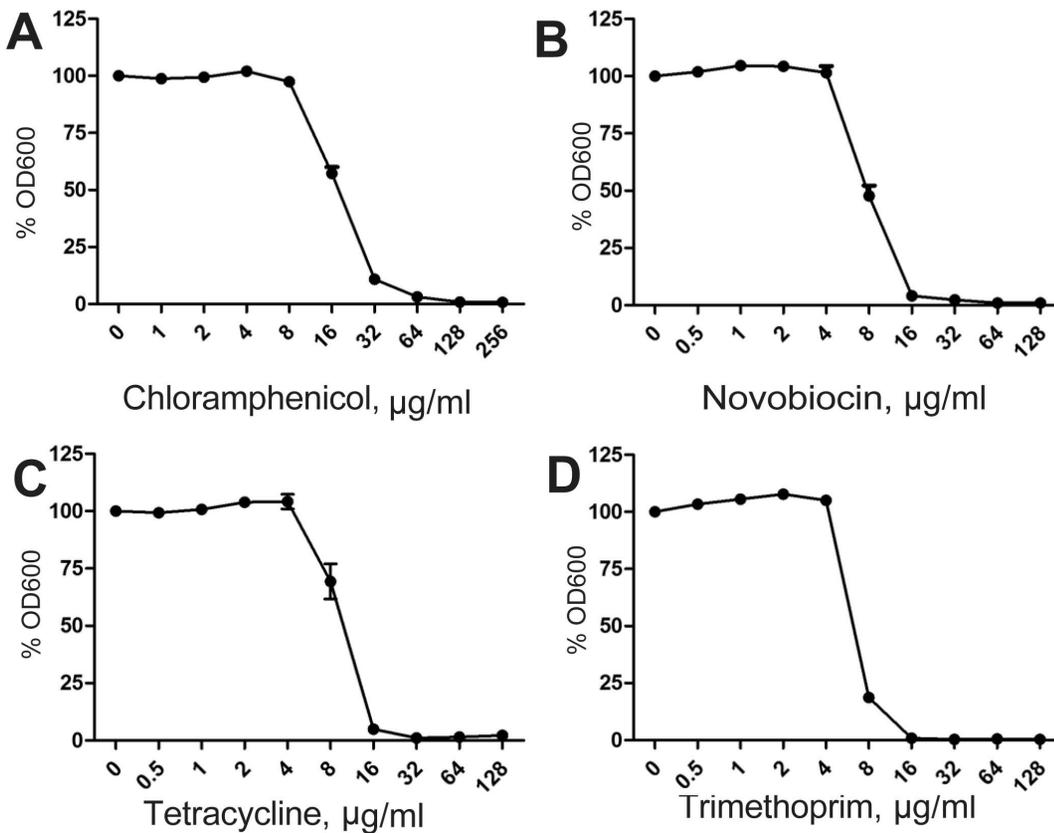 A
125
100
75
50
25
0
% OD600
0 1 2 4 8 16 32 64 128 256
Chloramphenicol, µg/ml
B
125
100
75
50
25
0
% OD600
0 0.5 1 2 4 8 16 32 64 128
Novobiocin, µg/ml
C
125
100
75
50
25
0
% OD600
0 0.5 1 2 4 8 16 32 64 128
Tetracycline, µg/ml
D
125
100
75
50
25
0
% OD600
0 0.5 1 2 4 8 16 32 64 128
Trimethoprim, µg/ml